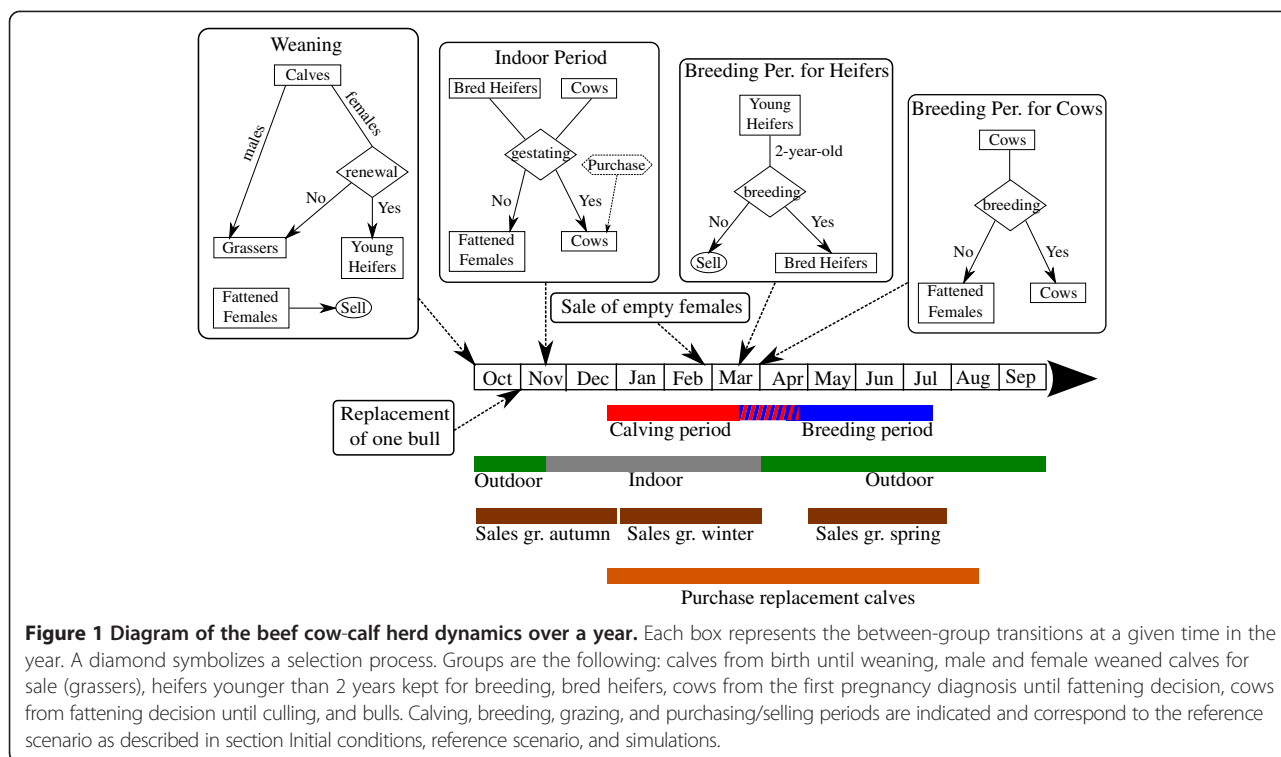 Weaning
Calves
males
females
renewal
No
Yes
Grassers
Young
Heifers
Fattened
Females
Sell
Indoor Period
Bred Heifers
Cows
gestating
Purchase
No
Yes
Fattened
Females
Cows
Breeding Per. for Heifers
Young
Heifers
2-year-old
breeding
No
Yes
Sell
Bred Heifers
Breeding Per. for Cows
Cows
breeding
No
Yes
Fattened
Females
Cows
Sale of empty females
Oct Nov Dec Jan Feb Mar Apr May Jun Jul Aug Sep
Replacement
of one bull
Calving period
Breeding period
Outdoor
Indoor
Outdoor
Sales gr. autumn
Sales gr. winter
Sales gr. spring
Purchase replacement calves
Figure 1 Diagram of the beef cow-calf herd dynamics over a year. Each box represents the between-group transitions at a given time in the
year. A diamond symbolizes a selection process. Groups are the following: calves from birth until weaning, male and female weaned calves for
sale (grassers), heifers younger than 2 years kept for breeding, bred heifers, cows from the first pregnancy diagnosis until fattening decision, cows
from fattening decision until culling, and bulls. Calving, breeding, grazing, and purchasing/selling periods are indicated and correspond to the reference
scenario as described in section Initial conditions, reference scenario, and simulations.